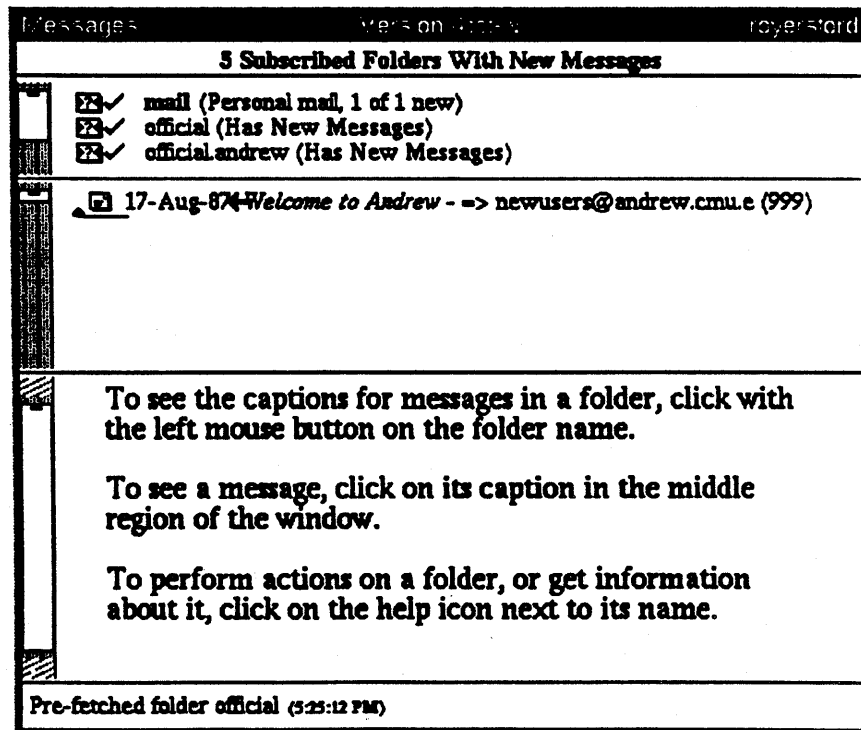 Messages Version royersford
5 Subscribed Folders With New Messages
mail (Personal mail, 1 of 1 new)
official (Has New Messages)
official.andrew (Has New Messages)
17-Aug-87 Welcome to Andrew - => newusers@andrew.cmu.e (999)
To see the captions for messages in a folder, click with
the left mouse button on the folder name.
To see a message, click on its caption in the middle
region of the window.
To perform actions on a folder, or get information
about it, click on the help icon next to its name.
Pre-fetched folder official (5:25:12 PM)